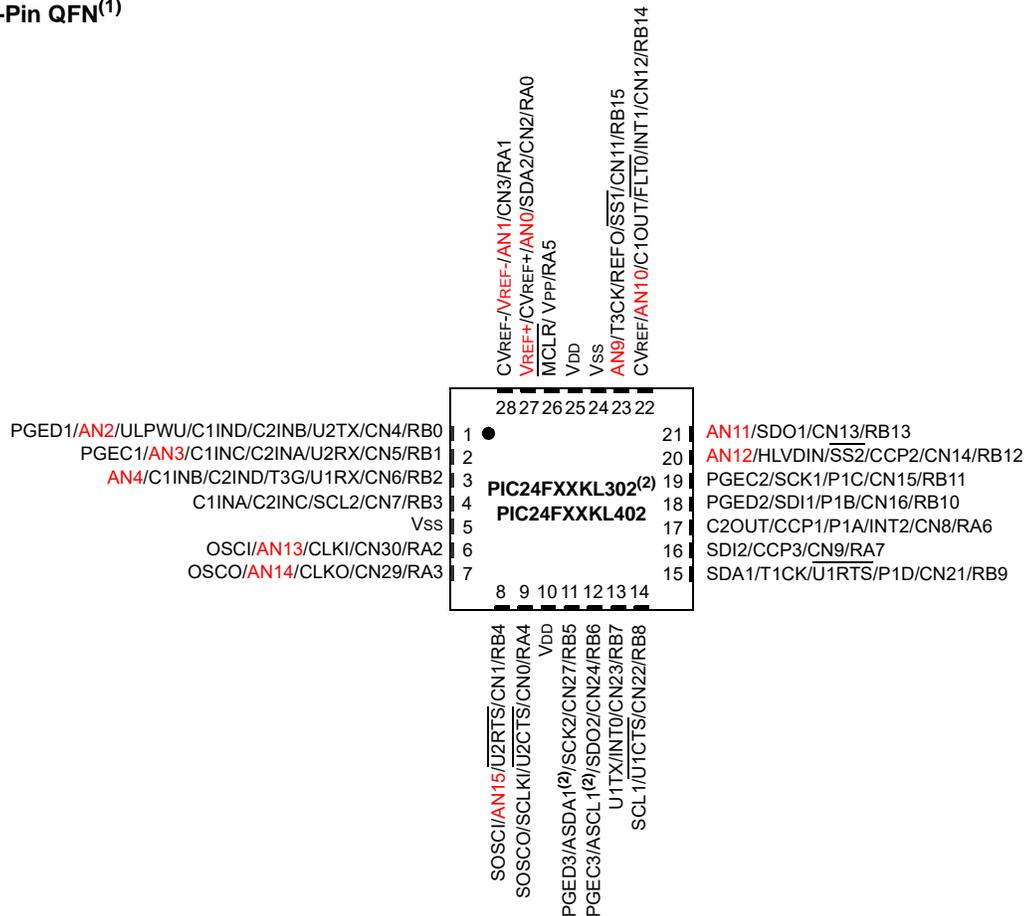 -Pin QFN(1)
CVREF-/VREF-/AN1/CN3/RA1
VREF+/CVREF+/AN0/SDA2/CN2/RA0
MCLR/ VPP/RA5
VDD
VSS
AN9/T3CK/REFO/SS1/CN11/RB15
CVREF/AN10/C1OUT/FLT0/INT1/CN12/RB14
28 27 26 25 24 23 22
PGED1/AN2/ULPWU/C1IND/C2INB/U2TX/CN4/RB0 1
PGEC1/AN3/C1INC/C2INA/U2RX/CN5/RB1 2
AN4/C1INB/C2IND/T3G/U1RX/CN6/RB2 3
C1INA/C2INC/SCL2/CN7/RB3 4
VSS 5
OSCI/AN13/CLKI/CN30/RA2 6
OSCO/AN14/CLKO/CN29/RA3 7
PIC24FXXKL302(2)
PIC24FXXKL402
21 AN11/SDO1/CN13/RB13
20 AN12/HLVDIN/SS2/CCP2/CN14/RB12
19 PGEC2/SCK1/P1C/CN15/RB11
18 PGED2/SDI1/P1B/CN16/RB10
17 C2OUT/CCP1/P1A/INT2/CN8/RA6
16 SDI2/CCP3/CN9/RA7
15 SDA1/T1CK/U1RTS/P1D/CN21/RB9
8 9 10 11 12 13 14
SOSCI/AN15/U2RTS/CN1/RB4
SOSCO/SCLKI/U2CTS/CN0/RA4
VDD
PGED3/ASDA1(2)/SCK2/CN27/RB5
PGEC3/ASCL1(2)/SDO2/CN24/RB6
U1TX/INT0/CN23/RB7
SCL1/U1CTS/CN22/RB8